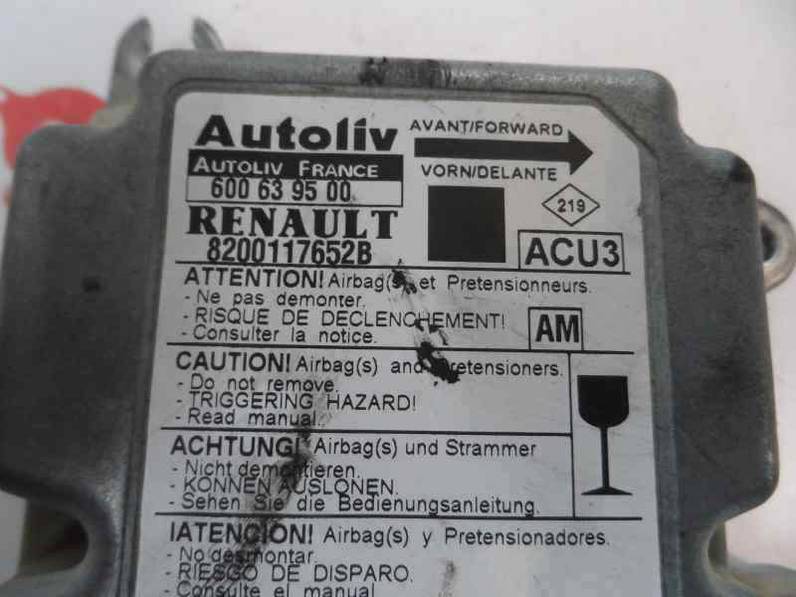 Autoliv
AVANT/FORWARD
AUTOLIV FRANCE
VORN/DELANTE
600 63 95 00
219
RENAULT
8200117652B
ACU3
ATTENTION! Airbag(s) et Pretensionneurs.
- Ne pas demonter.
- RISQUE DE DECLENCHEMENT!
- Consulter la notice.
AM
CAUTION! Airbag(s) and Pretensioners.
- Do not remove.
- TRIGGERING HAZARD!
- Read manual.
ACHTUNG! Airbag(s) und Strammer
- Nicht demontieren.
- KONNEN AUSLONEN.
- Sehen Sie die Bedienungsanleitung.
IATENCION! Airbag(s) y Pretensionadores.
- No desmontar.
- RIESGO DE DISPARO.
- Consulte el manual